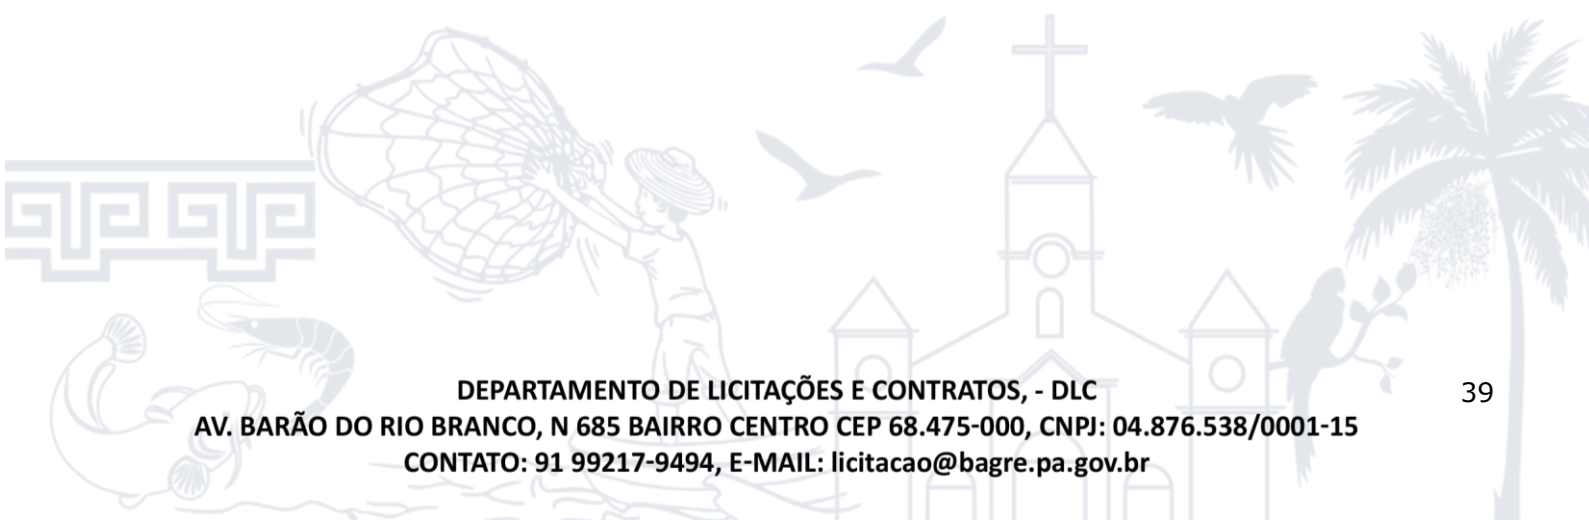 DEPARTAMENTO DE LICITAÇÕES E CONTRATOS, - DLC
39
AV. BARÃO DO RIO BRANCO, N 685 BAIRRO CENTRO CEP 68.475-000, CNPJ: 04.876.538/0001-15
CONTATO: 91 99217-9494, E-MAIL: licitacao@bagre.pa.gov.br